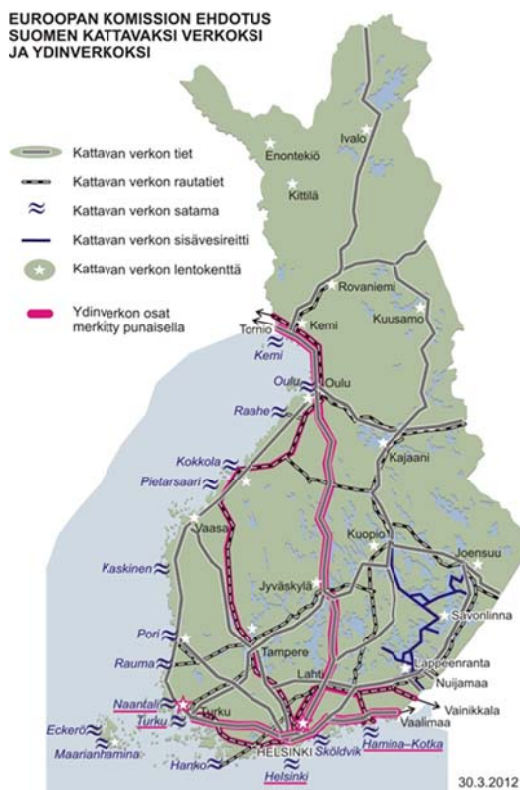 EUROOPAN KOMISSION EHDOTUS
SUOMEN KATTAVAKSI VERKOKSI
JA YDINVERKOKSI
Kattavan verkon tiet
Kattavan verkon rautatiet
Kattavan verkon satama
Kattavan verkon sisävesireitti
Kattavan verkon lentokenttä
Ydinverkon osat
merkitty punaisella
Ivalo
Enontekiö
Kittilä
Rovaniemi
Kuusamo
Tornio
Kemi
Kemi
Oulu
Oulu
Raahe
Kokkola
Pietarsaari
Kajaani
Vaasa
Kuopio
Joensuu
Kaskinen
Jyväskylä
Savonlinna
Pori
Tampere
Rauma
Lahti
Lappeenranta
Nuijamaa
Naantali
Turku
Turku
Vainikkala
Vaalimaa
Eckerö
Maarianhamina
Hanko
HELSINKI
Sköldvik
Hamina–Kotka
Helsinki
30.3.2012